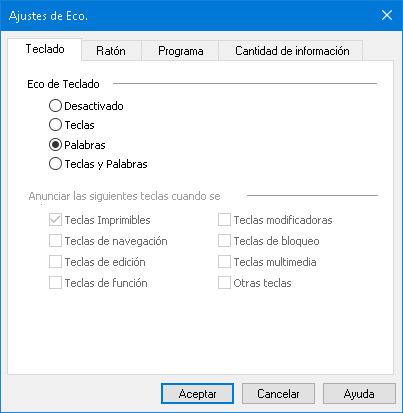 Ajustes de Eco.
Teclado Ratón Programa Cantidad de información
Eco de Teclado
Desactivado
Teclas
Palabras
Teclas y Palabras
Anunciar las siguientes teclas cuando se
Teclas Imprimibles Teclas modificadoras
Teclas de navegación Teclas de bloqueo
Teclas de edición Teclas multimedia
Teclas de función Otras teclas
Aceptar Cancelar Ayuda